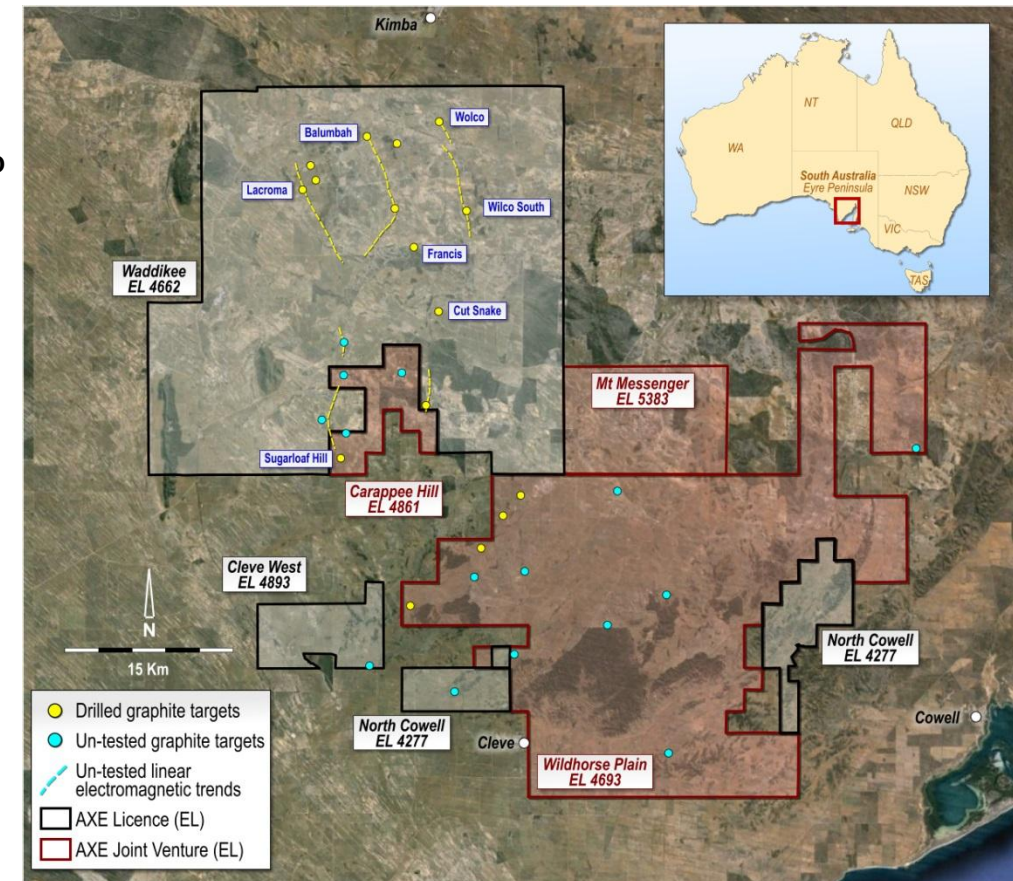 Kimba
Wolco
Balumbah
Lacroma
Wilco South
Francis
Waddikee
EL 4662
Cut Snake
Mt Messenger
EL 5383
Sugarloaf Hill
Carappee Hill
EL 4861
Cleve West
EL 4893
N
15 Km
North Cowell
EL 4277
North Cowell
EL 4277
Cowell
Cleve
Wildhorse Plain
EL 4693
Drilled graphite targets
Un-tested graphite targets
Un-tested linear
electromagnetic trends
AXE Licence (EL)
AXE Joint Venture (EL)
NT
QLD
WA
South Australia
Eyre Peninsula
NSW
VIC
TAS